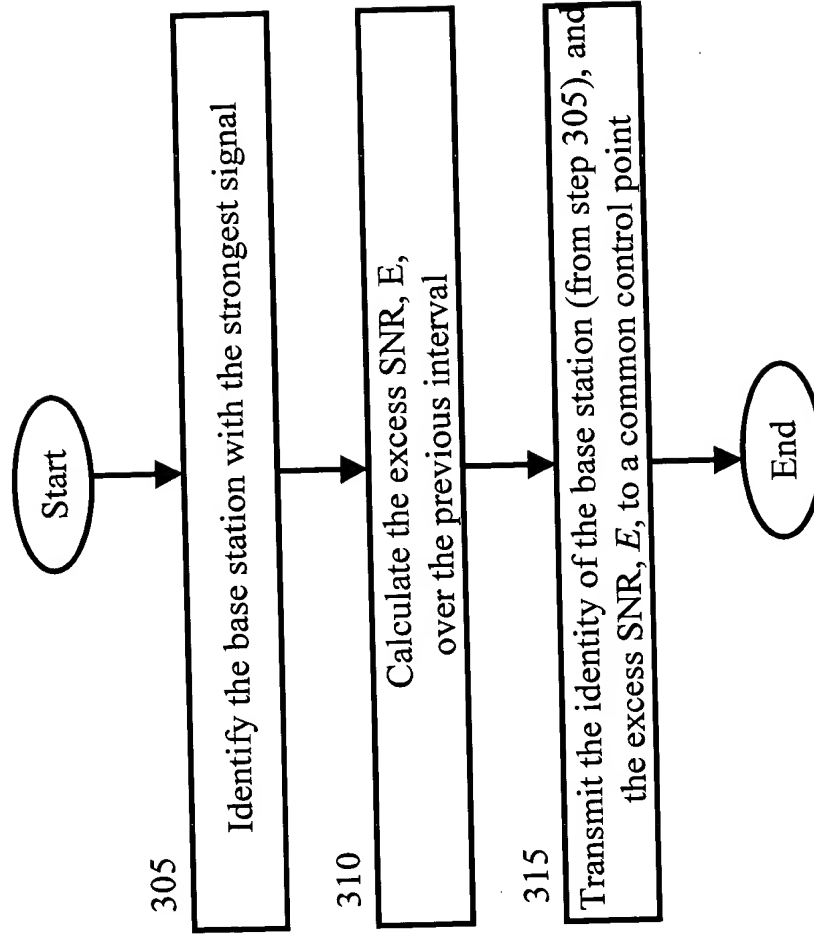 Start
305
Identify the base station with the strongest signal
310
Calculate the excess SNR, E,
over the previous interval
315
Transmit the identity of the base station (from step 305), and
the excess SNR, E, to a common control point
End